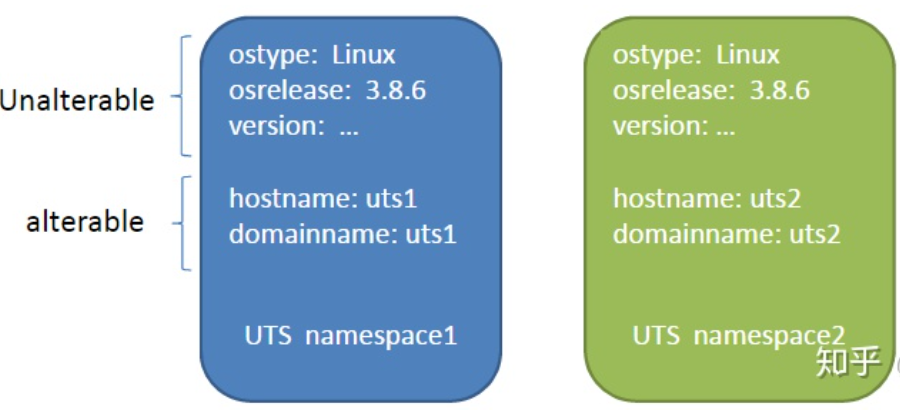 Unalterable
ostype: Linux
osrelease: 3.8.6
version: ...
alterable
hostname: uts1
domainname: uts1
UTS namespace1
ostype: Linux
osrelease: 3.8.6
version: ...
hostname: uts2
domainname: uts2
UTS namespace2
知乎